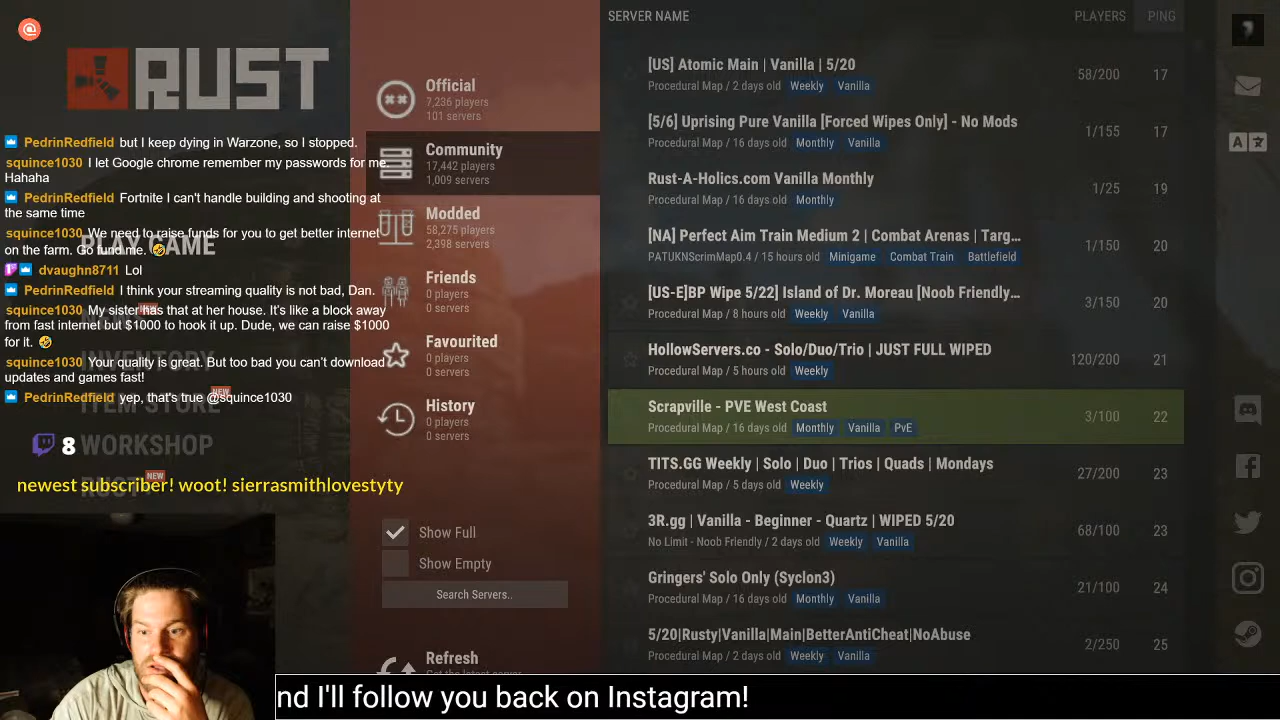 RUST
PedrinRedfield but I keep dying in Warzone, so I stopped.
squince1030 I let Google chrome remember my passwords for me.
Hahaha
PedrinRedfield Fortnite I can't handle building and shooting at
the same time
squince1030 We need to raise funds for you to get better internet
on the farm. Go fund me. 🤣
PLAY GAME
dvaughn8711 Lol
PedrinRedfield I think your streaming quality is not bad, Dan.
squince1030 My sister has that at her house. It's like a block away
from fast internet but $1000 to hook it up. Dude, we can raise $1000
for it. 🤣
squince1030 Your quality is great. But too bad you can't download
updates and games fast!
INVENTORY
PedrinRedfield yep, that's true @squince1030
NEW
ITEM STORE
8
WORKSHOP
NEW
newest subscriber! woot! sierrasmithlovestyty
Official
7,236 players
101 servers
Community
17,442 players
1,009 servers
Modded
58,275 players
2,398 servers
Friends
0 players
0 servers
Favourited
0 players
0 servers
History
0 players
0 servers
Show Full
Show Empty
Search Servers..
Refresh
SERVER NAME PLAYERS PING
[US] Atomic Main | Vanilla | 5/20
Procedural Map / 2 days old Weekly Vanilla
58/200 17
[5/6] Uprising Pure Vanilla [Forced Wipes Only] - No Mods
Procedural Map / 16 days old Monthly Vanilla
1/155 17
Rust-A-Holics.com Vanilla Monthly
Procedural Map / 16 days old Monthly
1/25 19
[NA] Perfect Aim Train Medium 2 | Combat Arenas | Targ...
PATUKNScrimMap0.4 / 15 hours old Minigame Combat Train Battlefield
1/150 20
[US-E]BP Wipe 5/22] Island of Dr. Moreau [Noob Friendly...
Procedural Map / 8 hours old Weekly Vanilla
3/150 20
HollowServers.co - Solo/Duo/Trio | JUST FULL WIPED
Procedural Map / 5 hours old Weekly
120/200 21
Scrapville - PVE West Coast
Procedural Map / 16 days old Monthly Vanilla PvE
3/100 22
TITS.GG Weekly | Solo | Duo | Trios | Quads | Mondays
Procedural Map / 5 days old Weekly
27/200 23
3R.gg | Vanilla - Beginner - Quartz | WIPED 5/20
No Limit - Noob Friendly / 2 days old Weekly Vanilla
68/100 23
Gringers' Solo Only (Syclon3)
Procedural Map / 16 days old Monthly Vanilla
21/100 24
5/20|Rusty|Vanilla|Main|BetterAntiCheat|NoAbuse
Procedural Map / 2 days old Weekly Vanilla
2/250 25
nd I'll follow you back on Instagram!